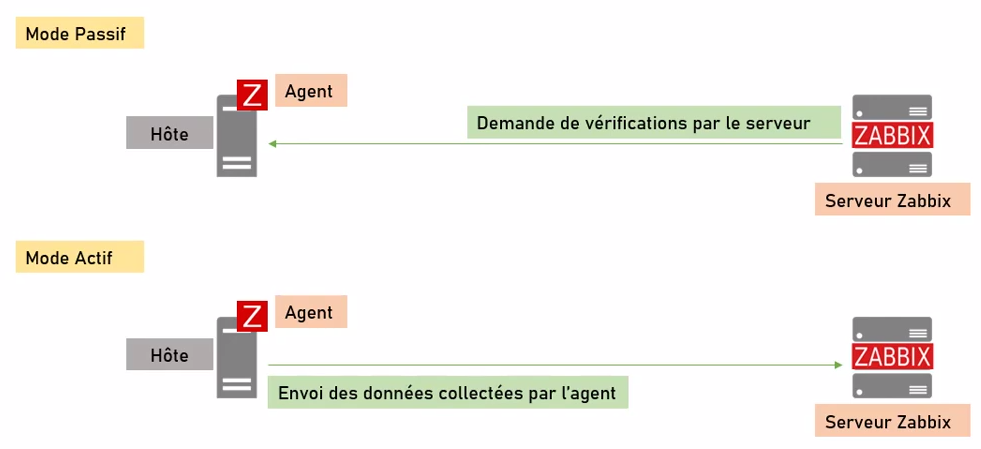 Mode Passif
Z
Agent
Hôte
Demande de vérifications par le serveur
ZABBIX
Serveur Zabbix
Mode Actif
Z
Agent
Hôte
ZABBIX
Envoi des données collectées par l'agent
Serveur Zabbix